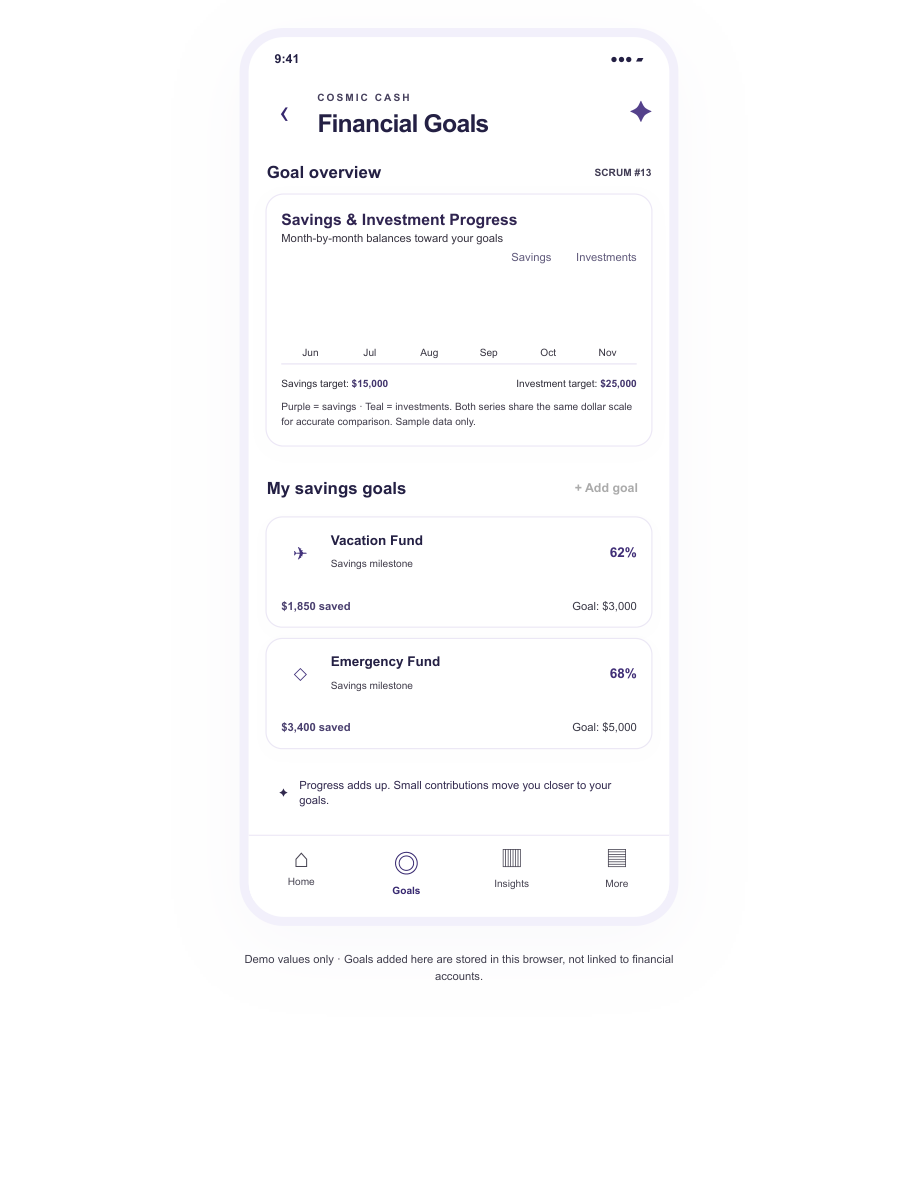 9:41
COSMIC CASH
Financial Goals
Goal overview
SCRUM #13
Savings & Investment Progress
Month-by-month balances toward your goals
Savings Investments
Jun Jul Aug Sep Oct Nov
Savings target: $15,000
Investment target: $25,000
Purple = savings · Teal = investments. Both series share the same dollar scale
for accurate comparison. Sample data only.
My savings goals
+ Add goal
Vacation Fund
Savings milestone
62%
$1,850 saved
Goal: $3,000
Emergency Fund
Savings milestone
68%
$3,400 saved
Goal: $5,000
Progress adds up. Small contributions move you closer to your
goals.
Home
Goals
Insights
More
Demo values only · Goals added here are stored in this browser, not linked to financial
accounts.